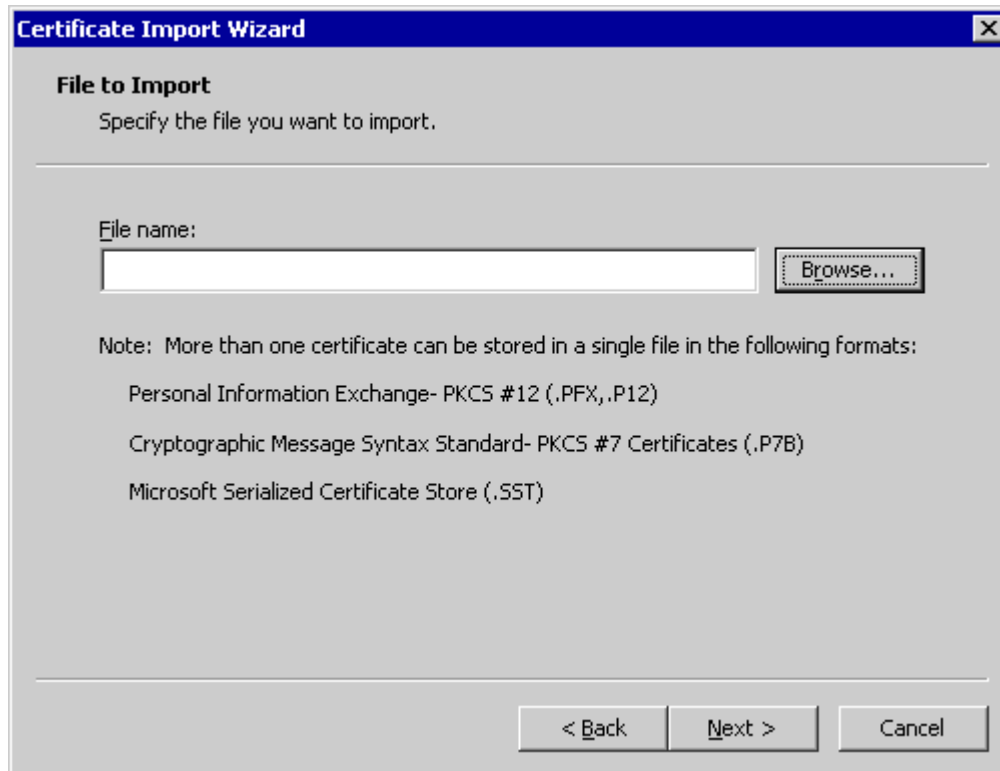 Certificate Import Wizard
File to Import
Specify the file you want to import.
File name:
Browse...
Note: More than one certificate can be stored in a single file in the following formats:
Personal Information Exchange- PKCS #12 (.PFX,.P12)
Cryptographic Message Syntax Standard- PKCS #7 Certificates (.P7B)
Microsoft Serialized Certificate Store (.SST)
< Back Next > Cancel